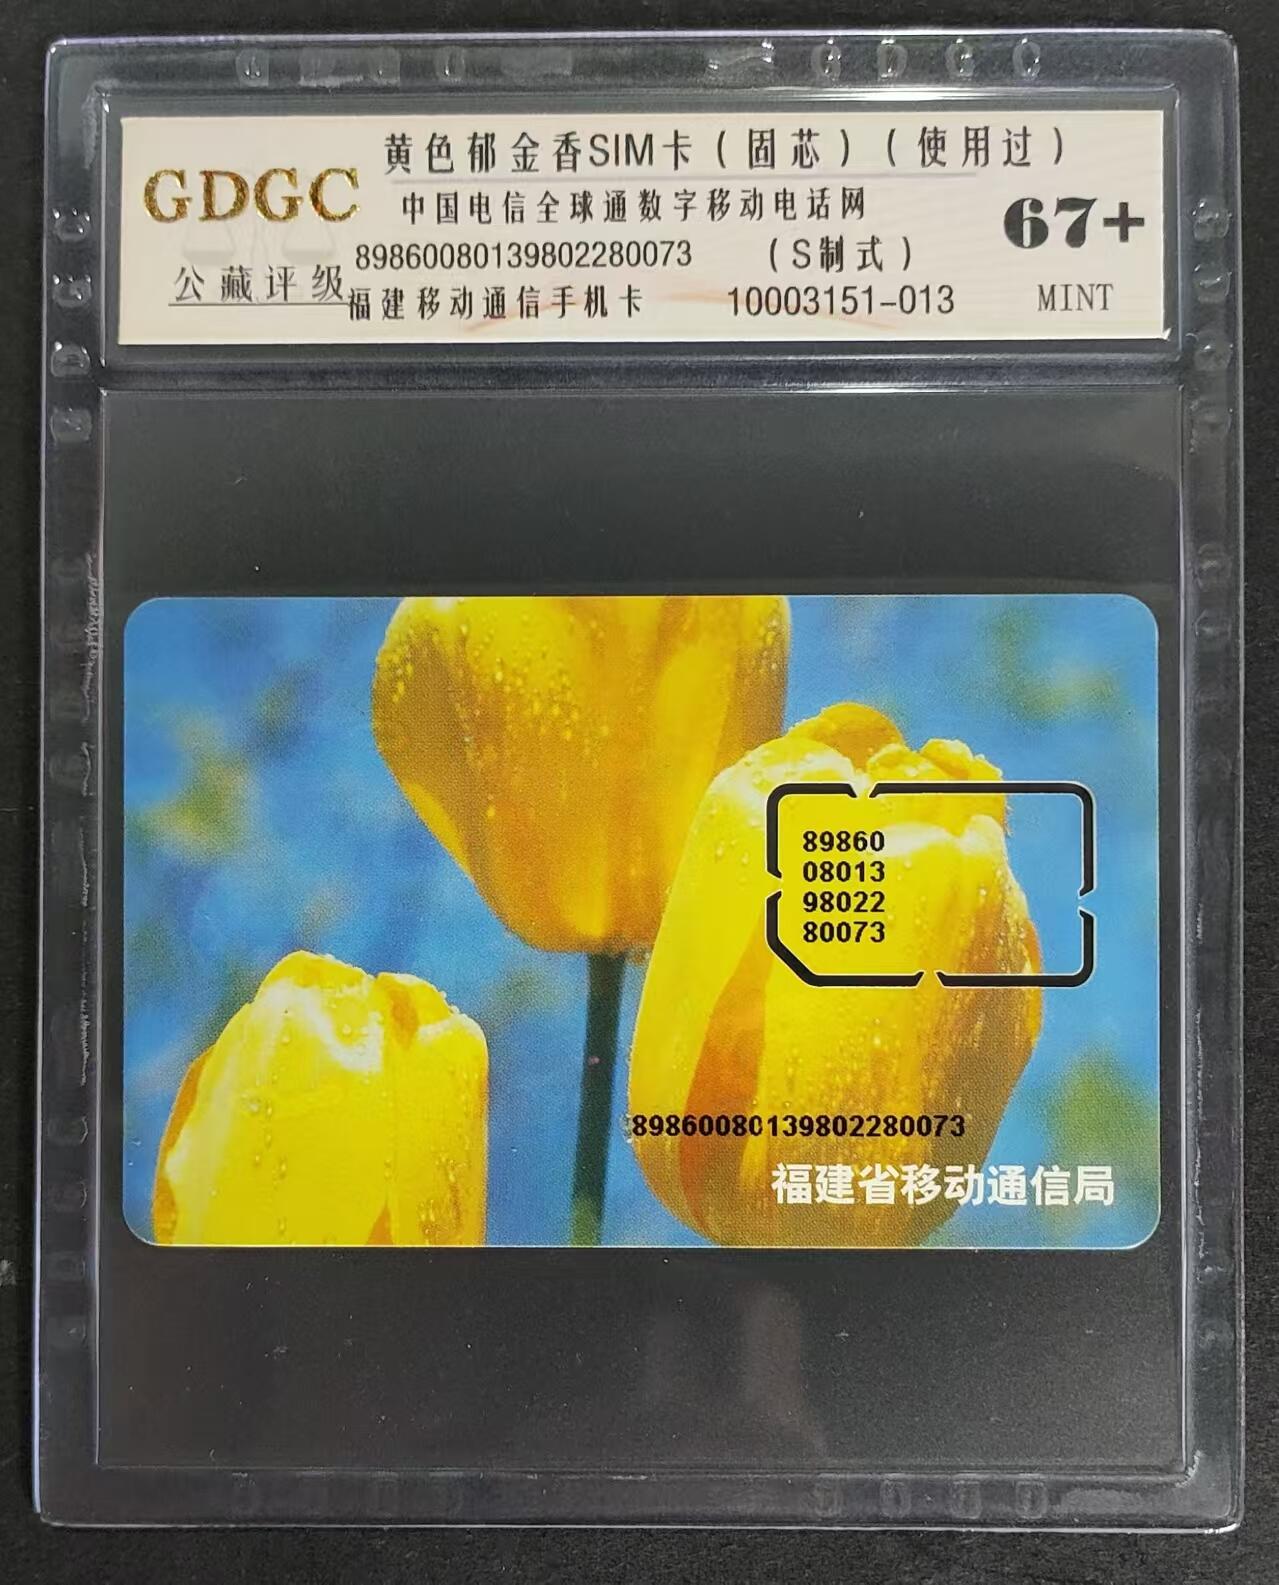 黄色郁金香SIM卡（固芯）（使用过）
GDGC
中国电信全球通数字移动电话网
67+
89860080139802280073 （S制式）
公藏评级
福建移动通信手机卡 10003151-013
MINT
89860
08013
98022
80073
89860080139802280073
福建省移动通信局